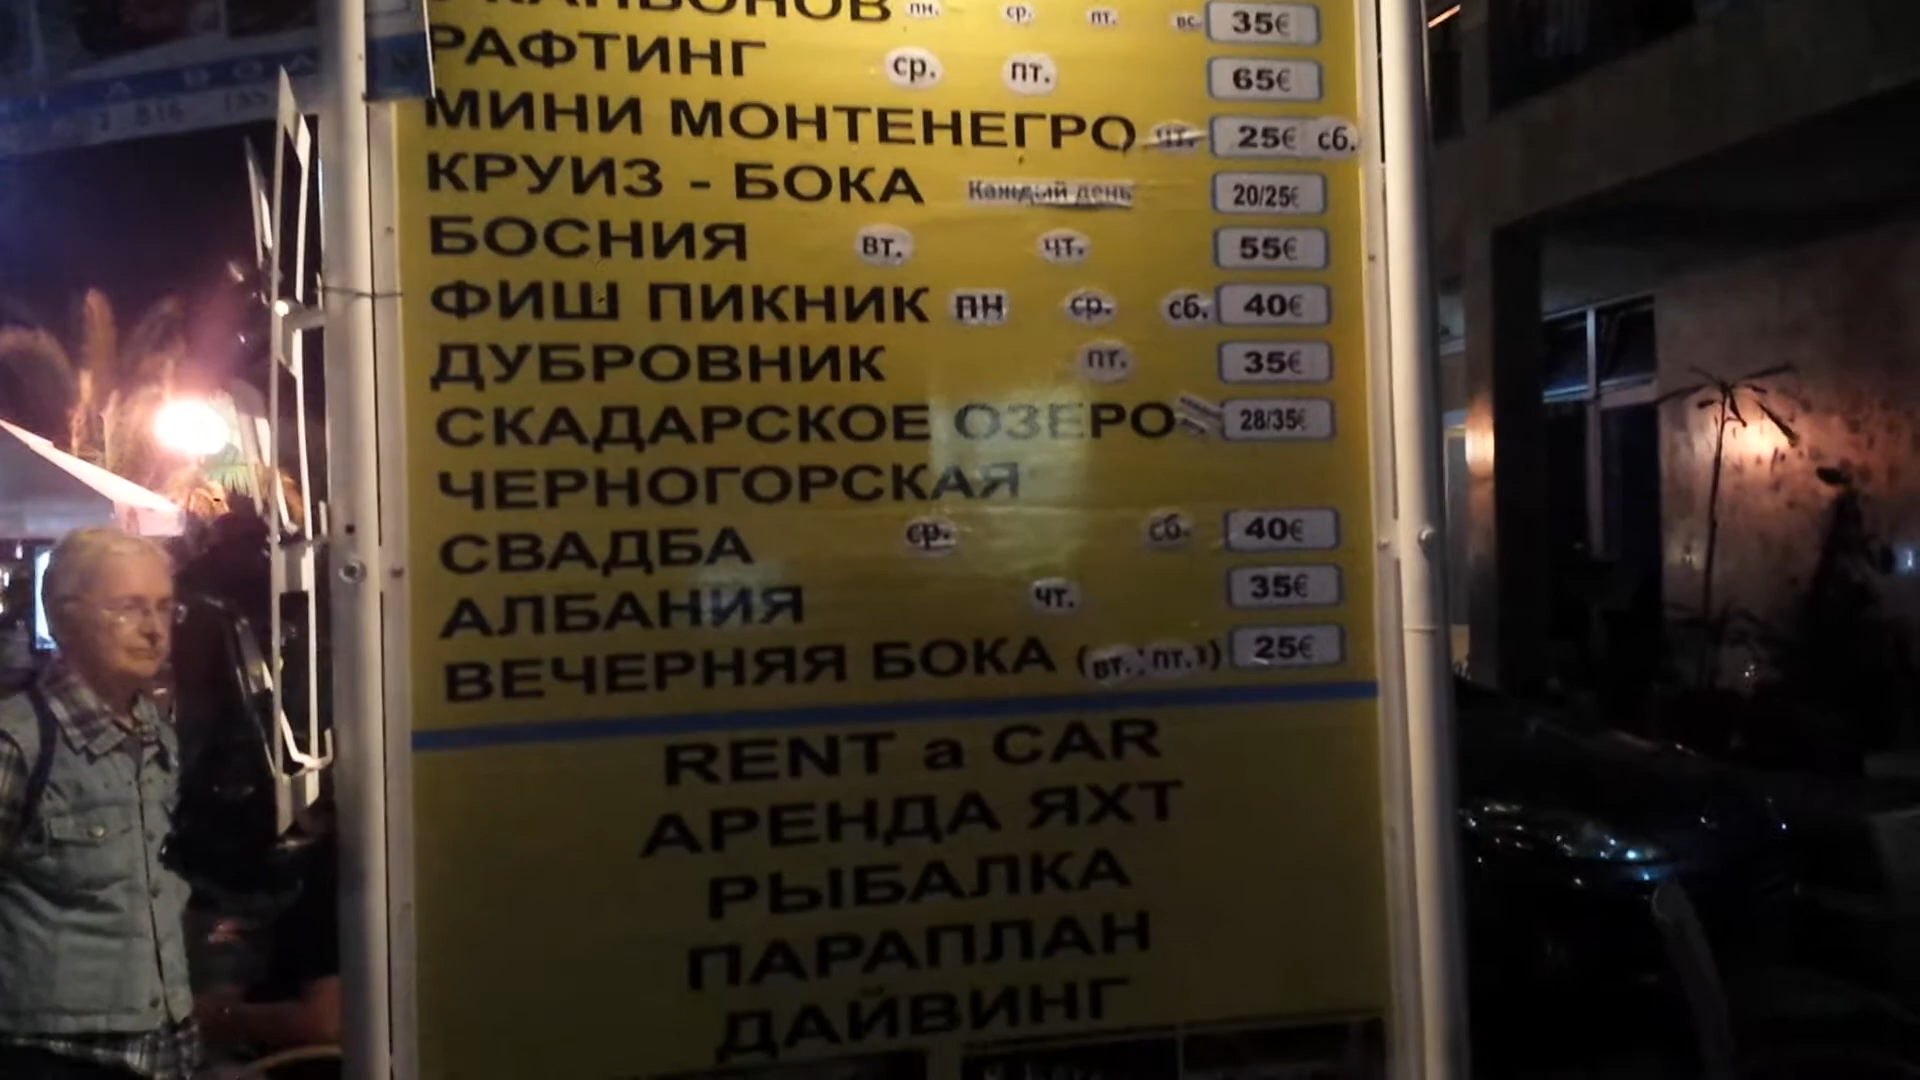 КАНЬОНОВ пн. ср. пт. вс. 35€
РАФТИНГ ср. пт. 65€
МИНИ МОНТЕНЕГРО чт. 25€ сб.
КРУИЗ - БОКА Каждый день 20/25€
БОСНИЯ вт. чт. 55€
ФИШ ПИКНИК пн ср. сб. 40€
ДУБРОВНИК пт. 35€
СКАДАРСКОЕ ОЗЕРО 28/35€
ЧЕРНОГОРСКАЯ
СВАДБА ср. сб. 40€
АЛБАНИЯ чт. 35€
ВЕЧЕРНЯЯ БОКА (вт. пт.) 25€
RENT a CAR
АРЕНДА ЯХТ
РЫБАЛКА
ПАРАПЛАН
ДАЙВИНГ